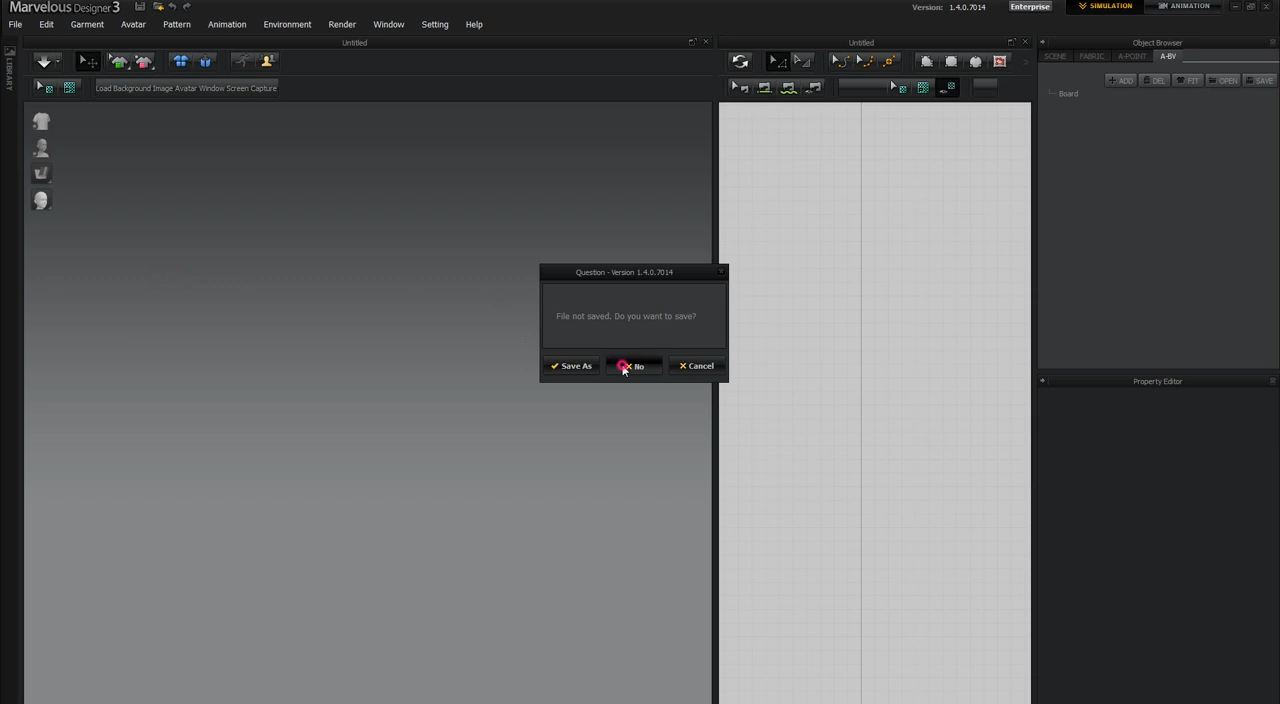 Marvelous Designer 3
Version: 1.4.0.7014
Enterprise
SIMULATION
ANIMATION
File
Edit
Garment
Avatar
Pattern
Animation
Environment
Render
Window
Setting
Help
Untitled
Untitled
Object Browser
LIBRARY
SCENE
FABRIC
A-POINT
A-BV
Load Background Image Avatar Window Screen Capture
ADD
DEL
FIT
OPEN
SAVE
Board
Question - Version 1.4.0.7014
File not saved. Do you want to save?
Save As
No
Cancel
Property Editor